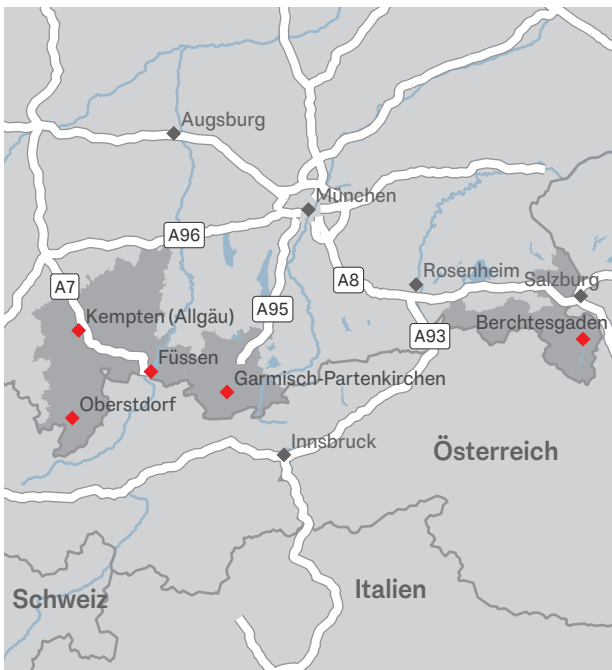 Augsburg
München
A96
A7
A95
A8
Rosenheim
Salzburg
Kempten (Allgäu)
A93
Berchtesgaden
Füssen
Garmisch-Partenkirchen
Oberstdorf
Innsbruck
Österreich
Schweiz
Italien